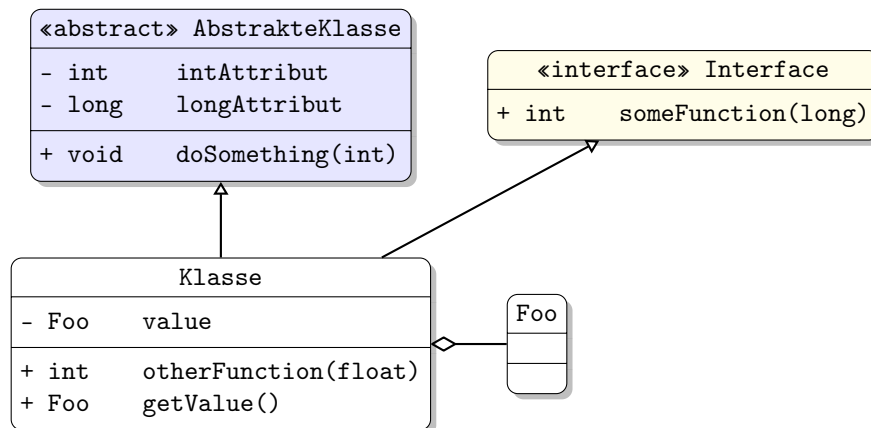 «abstract» AbstrakteKlasse
- int intAttribut
- long longAttribut
+ void doSomething(int)
«interface» Interface
+ int someFunction(long)
Klasse
- Foo value
+ int otherFunction(float)
+ Foo getValue()
Foo